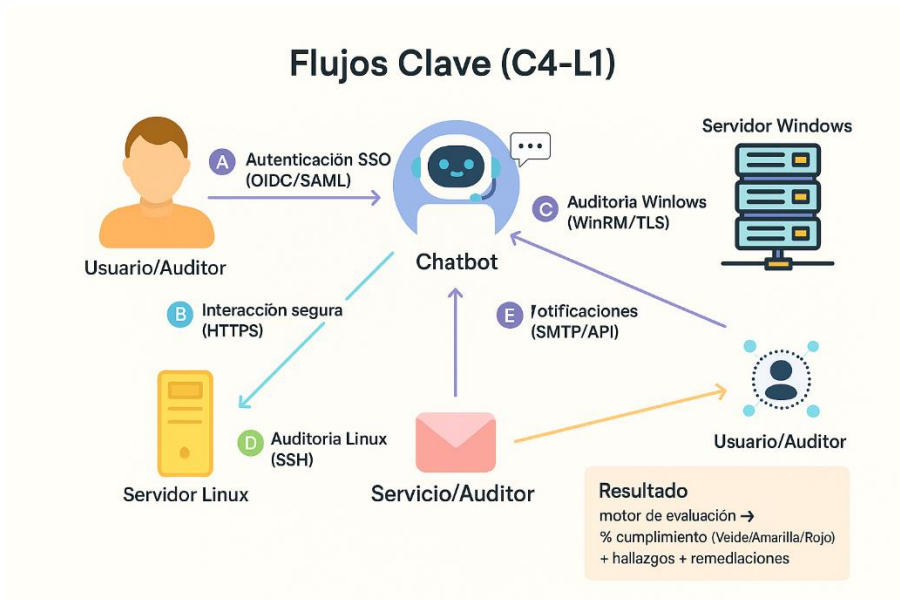 Flujos Clave (C4-L1)
A Autenticación SSO
(OIDC/SAML)
Usuario/Auditor
Chatbot
Servidor Windows
C Auditoria Winlows
(WinRM/TLS)
B Interacción segura
(HTTPS)
E otificaciones
(SMTP/API)
Servidor Linux
D Auditoria Linux
(SSH)
Servicio/Auditor
Usuario/Auditor
Resultado
motor de evaluación →
% cumplimiento (Veide/Amarilla/Rojo)
+ hallazgos + remedlaciones